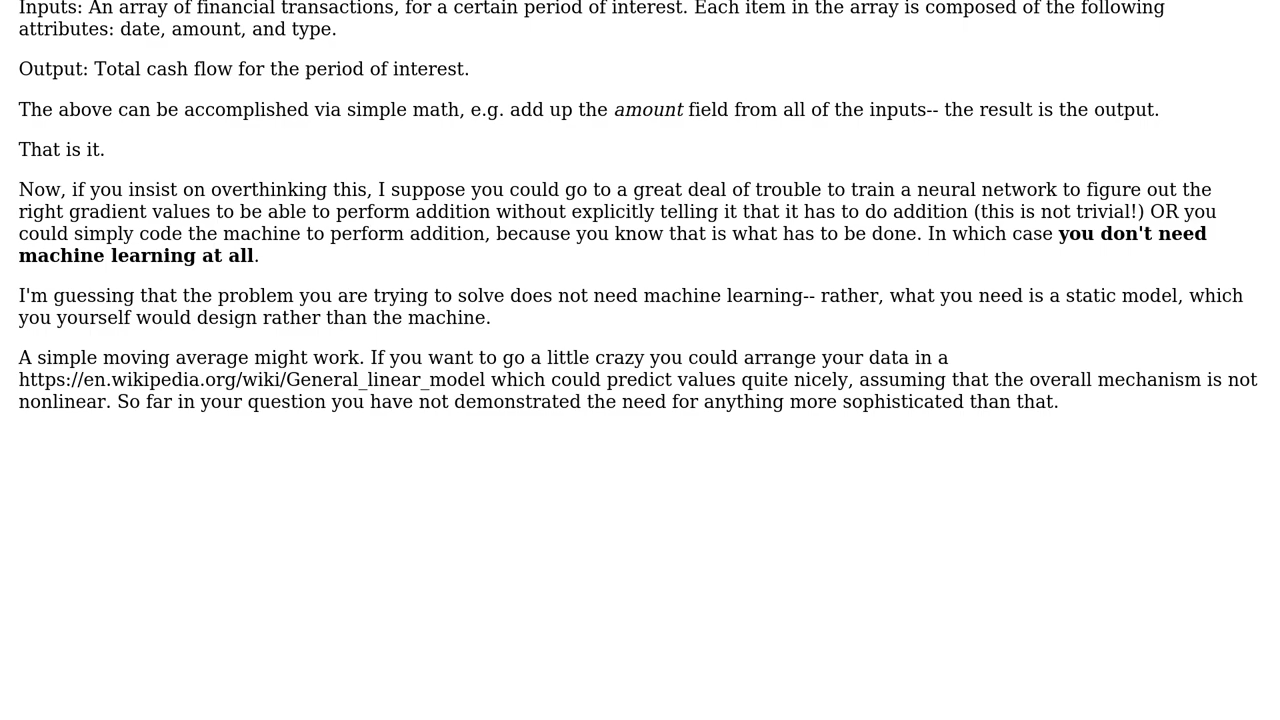 Inputs: An array of financial transactions, for a certain period of interest. Each item in the array is composed of the following
attributes: date, amount, and type.
Output: Total cash flow for the period of interest.
The above can be accomplished via simple math, e.g. add up the amount field from all of the inputs-- the result is the output.
That is it.
Now, if you insist on overthinking this, I suppose you could go to a great deal of trouble to train a neural network to figure out the
right gradient values to be able to perform addition without explicitly telling it that it has to do addition (this is not trivial!) OR you
could simply code the machine to perform addition, because you know that is what has to be done. In which case you don't need
machine learning at all.
I'm guessing that the problem you are trying to solve does not need machine learning-- rather, what you need is a static model, which
you yourself would design rather than the machine.
A simple moving average might work. If you want to go a little crazy you could arrange your data in a
https://en.wikipedia.org/wiki/General_linear_model which could predict values quite nicely, assuming that the overall mechanism is not
nonlinear. So far in your question you have not demonstrated the need for anything more sophisticated than that.